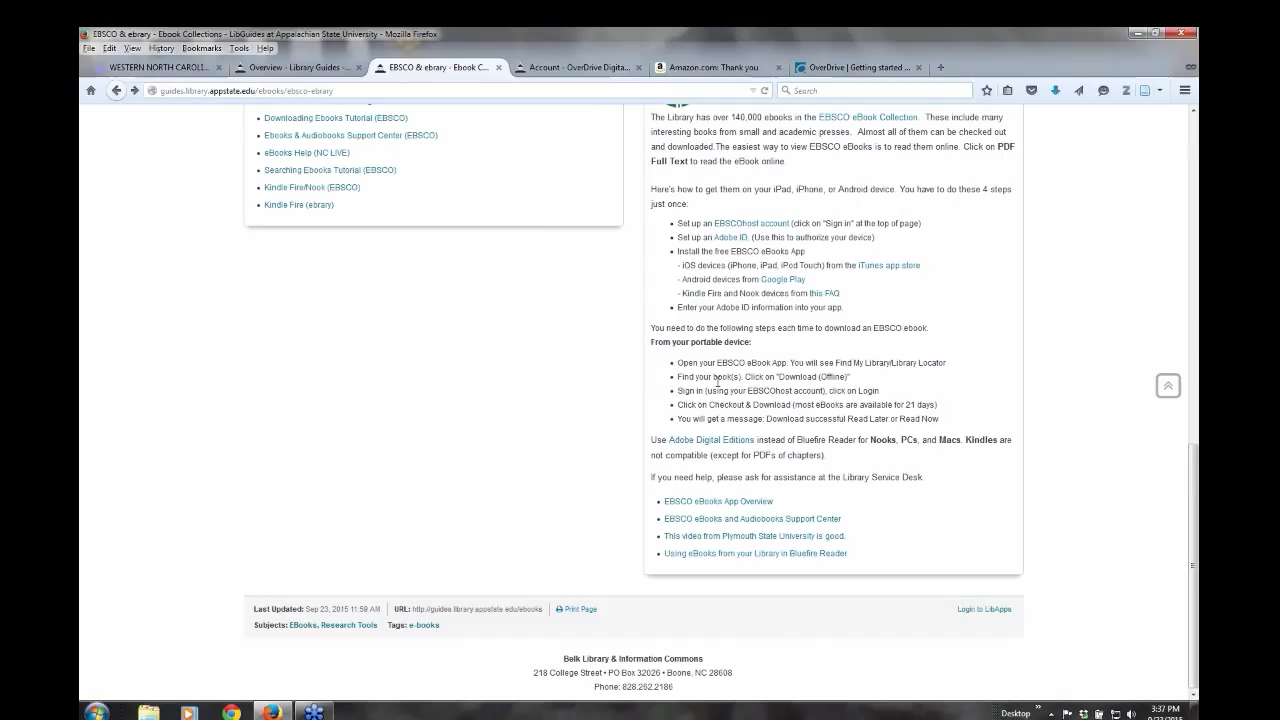 EBSCO & ebrary - Ebook Collections - LibGuides at Appalachian State University - Mozilla Firefox
File Edit View History Bookmarks Tools Help
WESTERN NORTH CAROLI... Overview - Library Guides -... EBSCO & ebrary - Ebook C... Account - OverDrive Digita... Amazon.com: Thank you OverDrive | Getting started ...
guides.library.appstate.edu/ebooks/ebsco-ebrary Search
Downloading Ebooks Tutorial (EBSCO)
Ebooks & Audiobooks Support Center (EBSCO)
eBooks Help (NC LIVE)
Searching Ebooks Tutorial (EBSCO)
Kindle Fire/Nook (EBSCO)
Kindle Fire (ebrary)
The Library has over 140,000 ebooks in the EBSCO eBook Collection. These include many
interesting books from small and academic presses. Almost all of them can be checked out
and downloaded.The easiest way to view EBSCO eBooks is to read them online. Click on PDF
Full Text to read the eBook online.
Here's how to get them on your iPad, iPhone, or Android device. You have to do these 4 steps
just once:
Set up an EBSCOhost account (click on "Sign in" at the top of page)
Set up an Adobe ID. (Use this to authorize your device)
Install the free EBSCO eBooks App
- iOS devices (iPhone, iPad, iPod Touch) from the iTunes app store
- Android devices from Google Play
- Kindle Fire and Nook devices from this FAQ
Enter your Adobe ID information into your app.
You need to do the following steps each time to download an EBSCO ebook.
From your portable device:
Open your EBSCO eBook App. You will see Find My Library/Library Locator
Find your book(s). Click on "Download (Offline)"
Sign in (using your EBSCOhost account), click on Login
Click on Checkout & Download (most eBooks are available for 21 days)
You will get a message: Download successful Read Later or Read Now
Use Adobe Digital Editions instead of Bluefire Reader for Nooks, PCs, and Macs. Kindles are
not compatible (except for PDFs of chapters).
If you need help, please ask for assistance at the Library Service Desk.
EBSCO eBooks App Overview
EBSCO eBooks and Audiobooks Support Center
This video from Plymouth State University is good.
Using eBooks from your Library in Bluefire Reader
Last Updated: Sep 23, 2015 11:59 AM URL: http://guides.library.appstate.edu/ebooks Print Page Login to LibApps
Subjects: EBooks, Research Tools Tags: e-books
Belk Library & Information Commons
218 College Street • PO Box 32026 • Boone, NC 28608
Phone: 828.262.2186
Desktop 3:37 PM